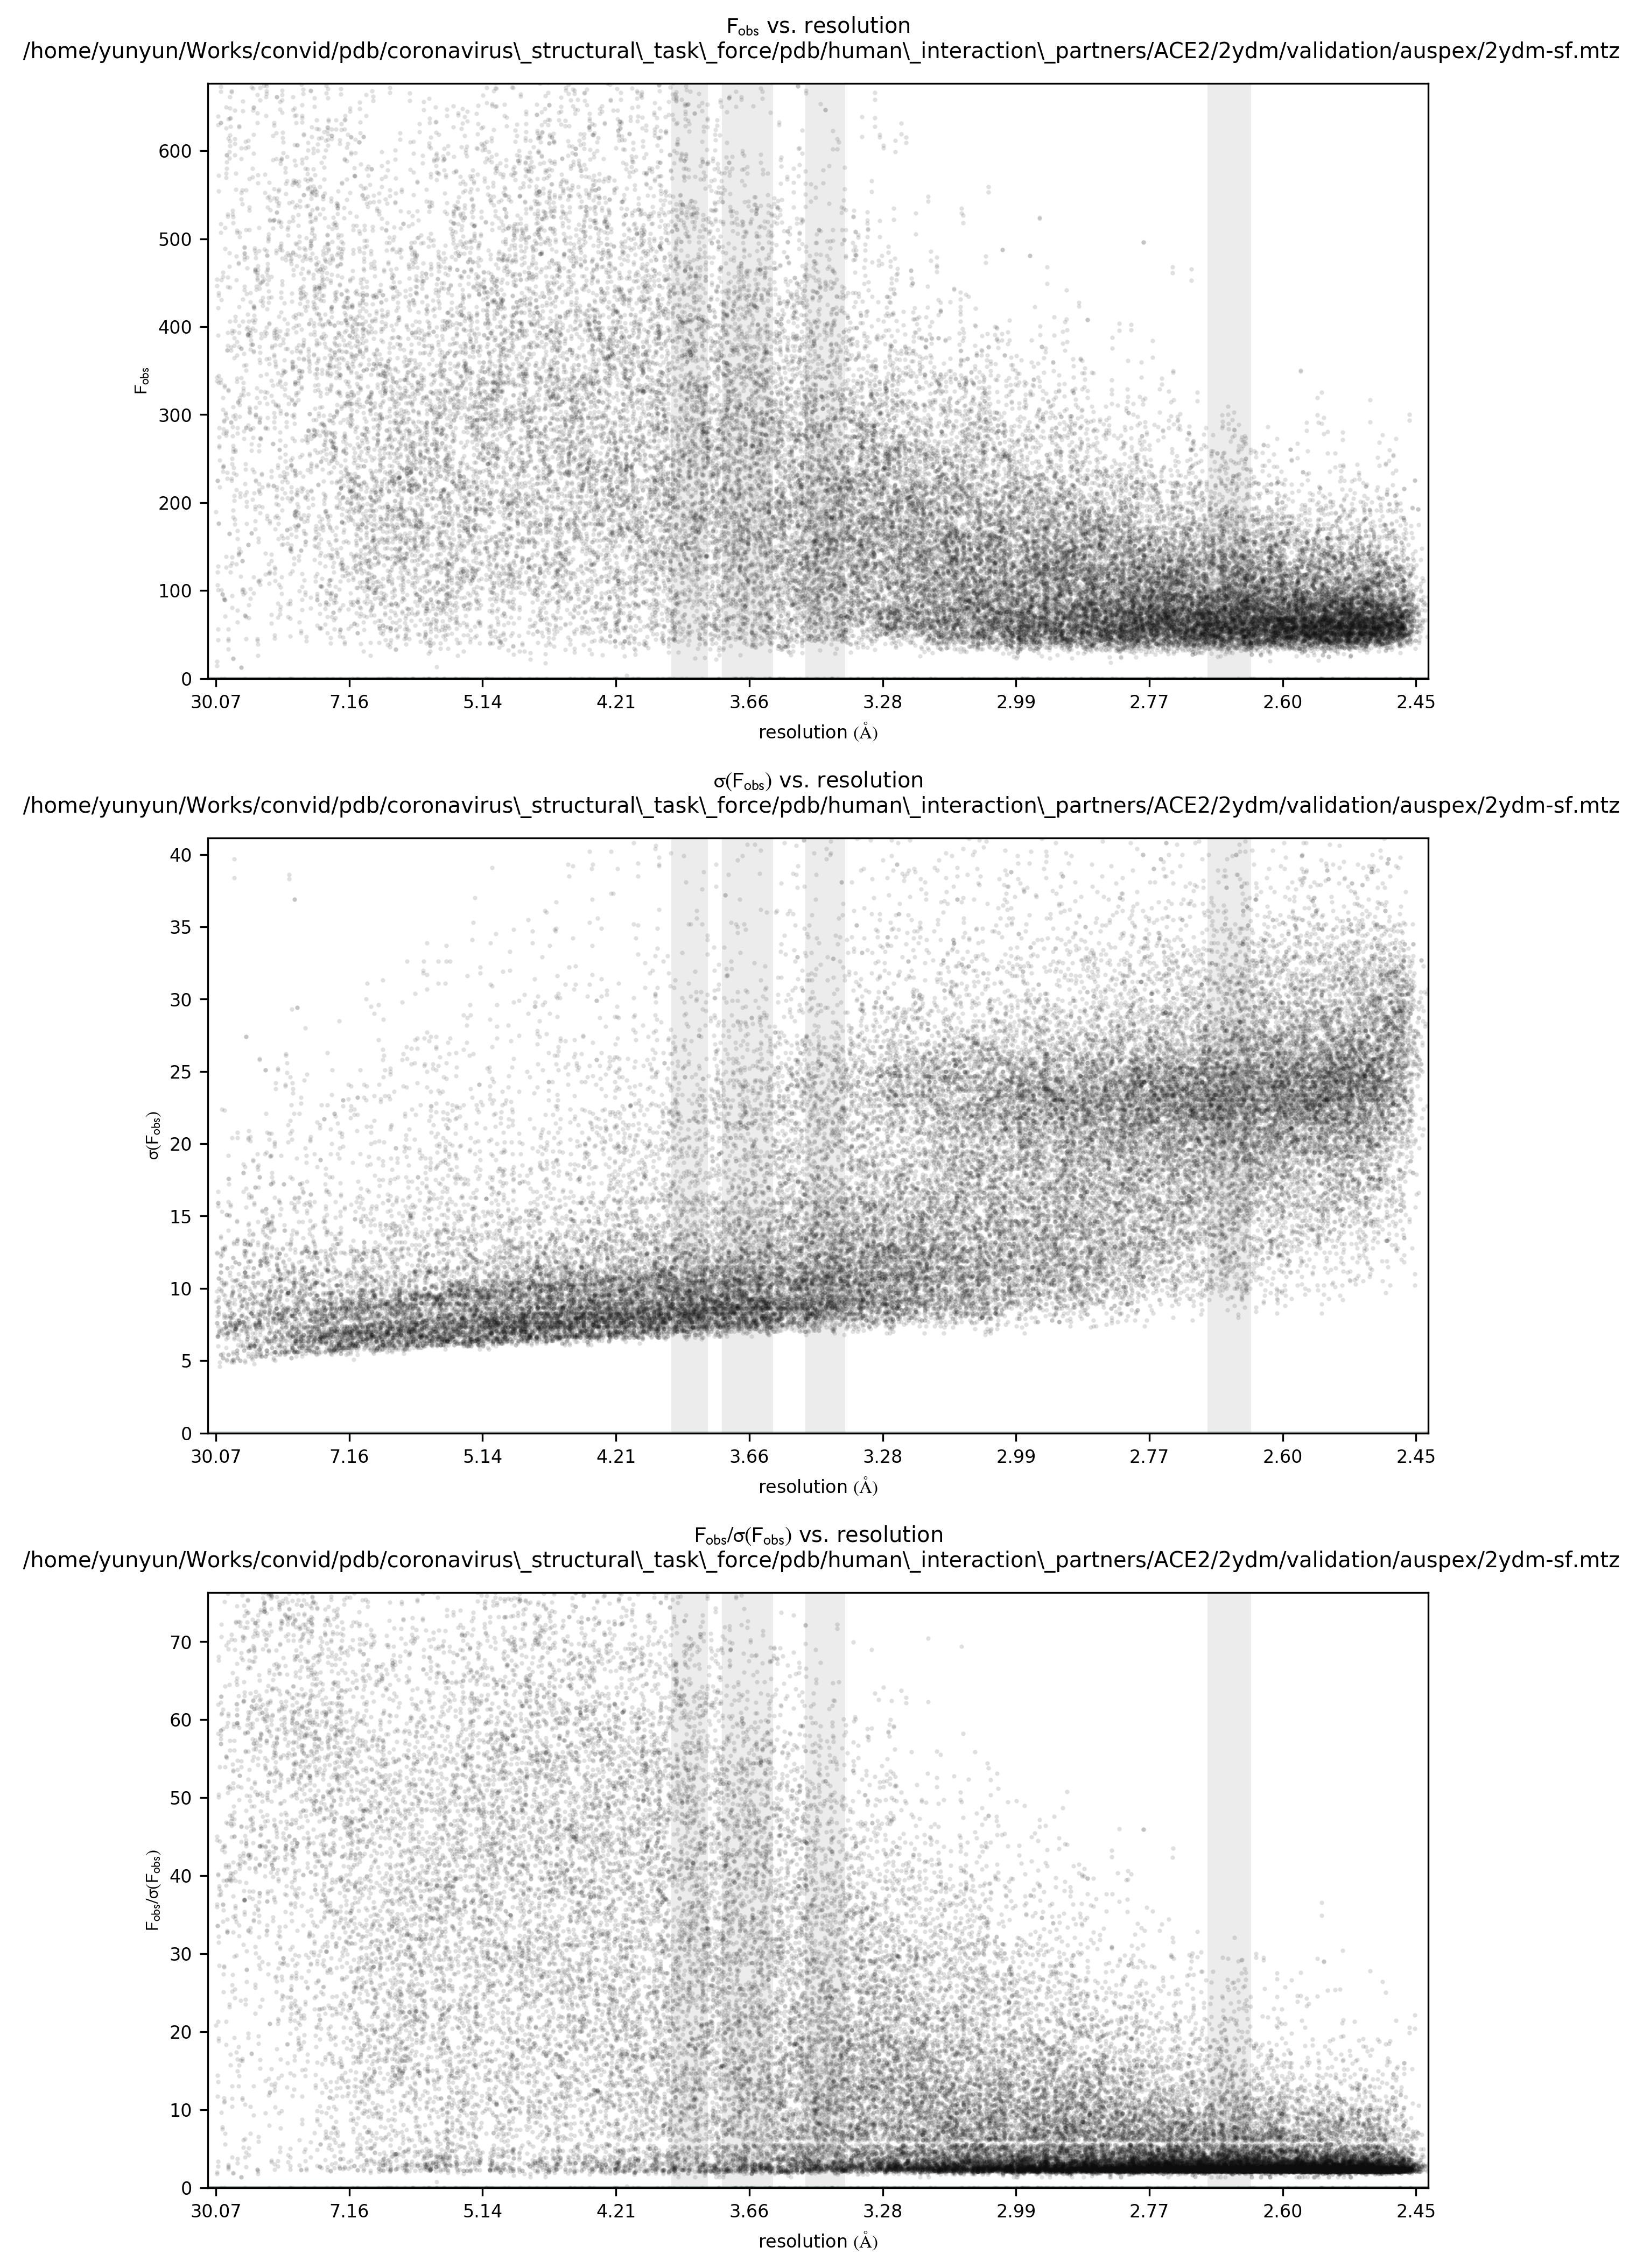 Fobs vs. resolution
/home/yunyun/Works/convid/pdb/coronavirus\_structural\_task\_force/pdb/human\_interaction\_partners/ACE2/2ydm/validation/auspex/2ydm-sf.mtz
600
500
400
300
200
100
0
Fobs
30.07 7.16 5.14 4.21 3.66 3.28 2.99 2.77 2.60 2.45
resolution (Å)
σ(Fobs) vs. resolution
/home/yunyun/Works/convid/pdb/coronavirus\_structural\_task\_force/pdb/human\_interaction\_partners/ACE2/2ydm/validation/auspex/2ydm-sf.mtz
40
35
30
25
20
15
10
5
0
σ(Fobs)
30.07 7.16 5.14 4.21 3.66 3.28 2.99 2.77 2.60 2.45
resolution (Å)
Fobs/σ(Fobs) vs. resolution
/home/yunyun/Works/convid/pdb/coronavirus\_structural\_task\_force/pdb/human\_interaction\_partners/ACE2/2ydm/validation/auspex/2ydm-sf.mtz
70
60
50
40
30
20
10
0
Fobs/σ(Fobs)
30.07 7.16 5.14 4.21 3.66 3.28 2.99 2.77 2.60 2.45
resolution (Å)